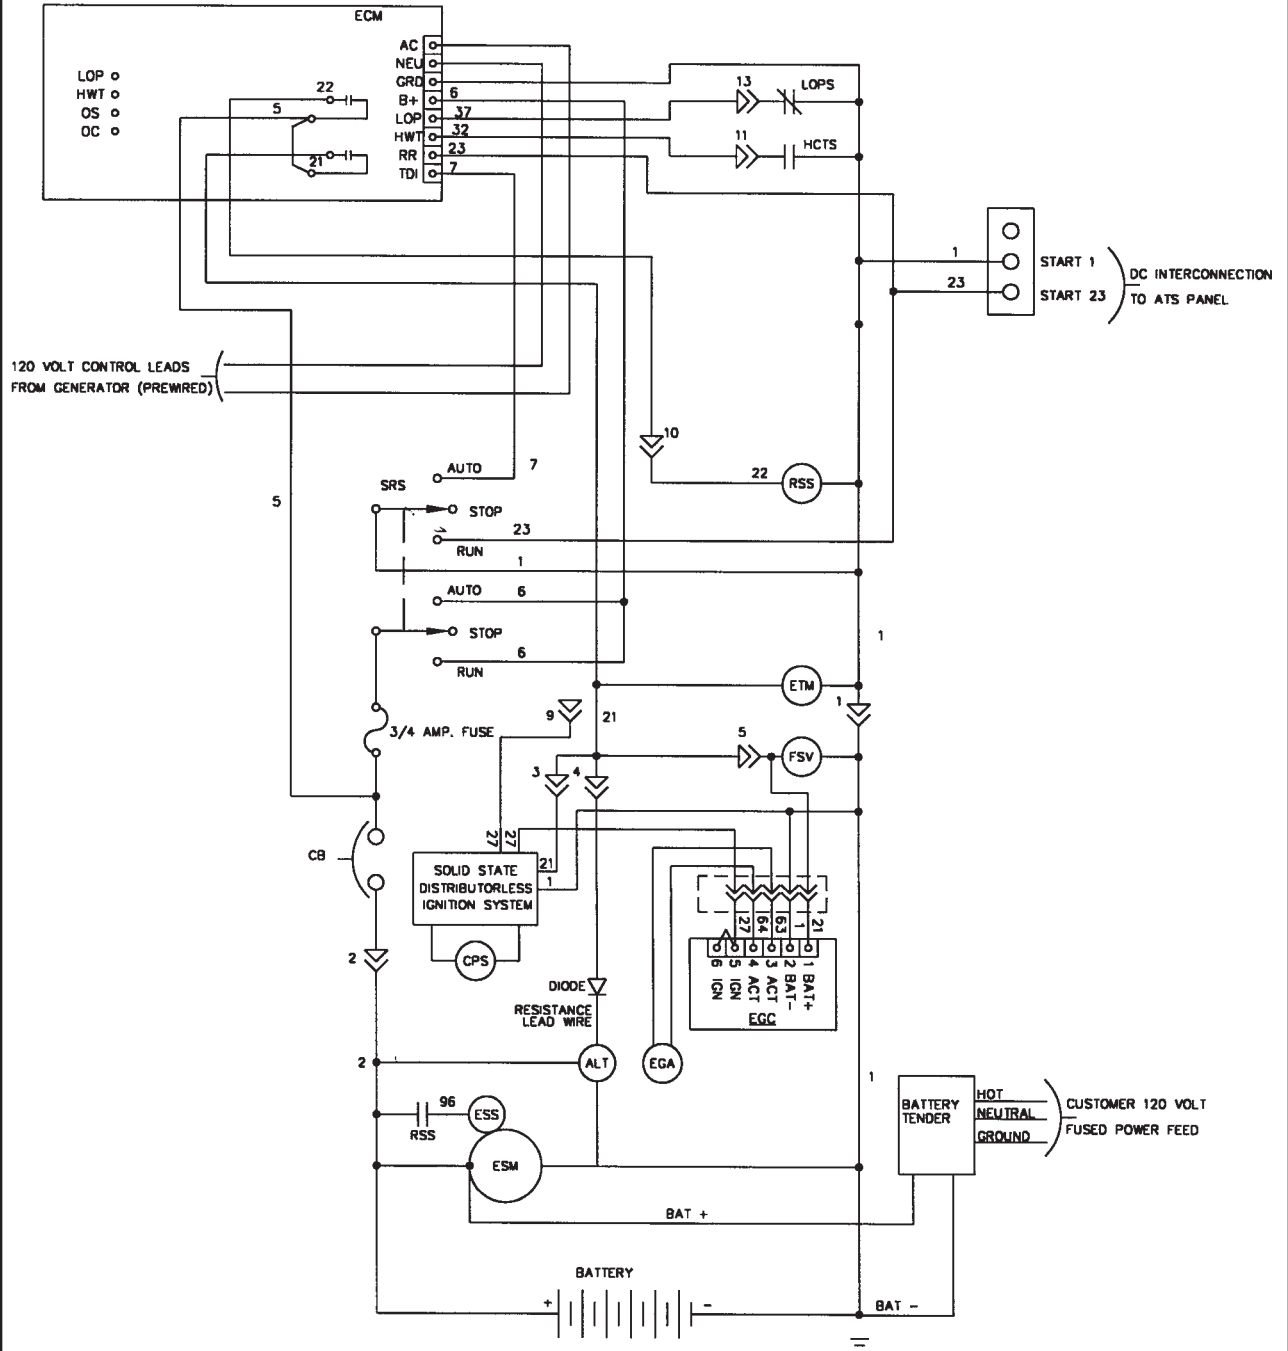 ECM
AC
NEU
GRD
B+ 6
LOP 37
HWT 32
RR 23
TDI 7
LOP
HWT
OS
OC
22
5
21
13 LOPS
11 HCTS
1 START 1
23 START 23
DC INTERCONNECTION
TO ATS PANEL
120 VOLT CONTROL LEADS
FROM GENERATOR (PREWIRED)
10
22 RSS
5
SRS
AUTO 7
STOP
RUN 23
1
AUTO 6
STOP
RUN 6
1
ETM
1
9
21
3/4 AMP. FUSE
5 FSV
3 4
27 27
CB
SOLID STATE
DISTRIBUTORLESS
IGNITION SYSTEM
21
1
CPS
2
27 64 63 1 21
6 IGN
5 IGN
4 ACT
3 ACT
2 BAT-
1 BAT+
EGC
DIODE
RESISTANCE
LEAD WIRE
2
ALT
EGA
1
96 ESS
RSS
ESM
BATTERY
TENDER
HOT
NEUTRAL
GROUND
CUSTOMER 120 VOLT
FUSED POWER FEED
BAT +
BATTERY
+ -
BAT -